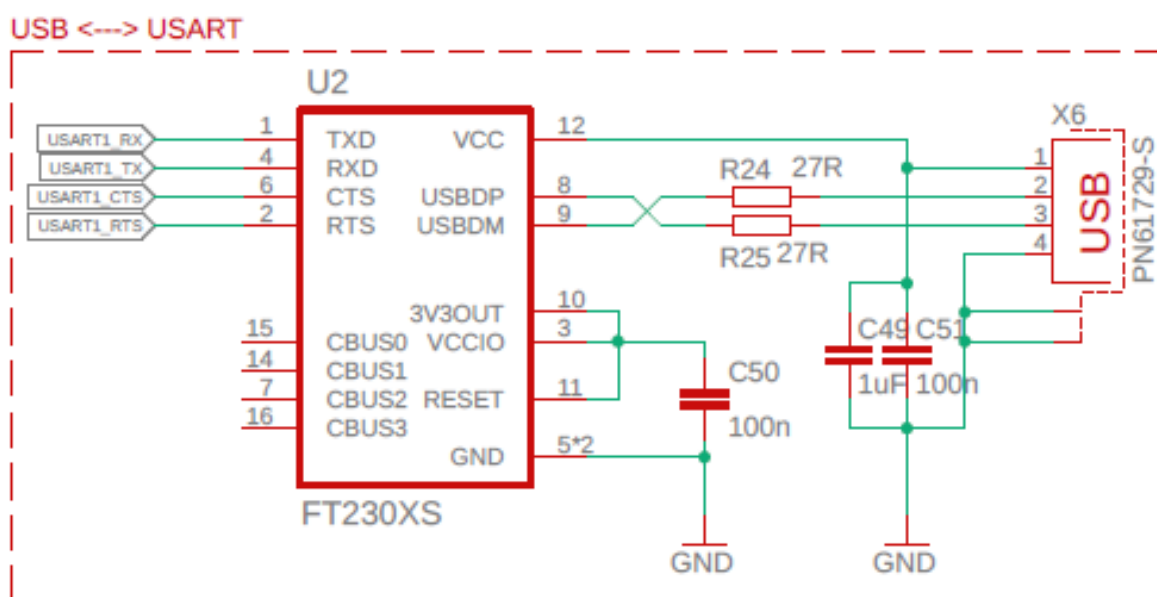 USB <---> USART
U2
USART1_RX 1 TXD VCC 12
USART1_TX 4 RXD
USART1_CTS 6 CTS USBDP 8
USART1_RTS 2 RTS USBDM 9
R24 27R
R25 27R
X6
1
2
3
4
USB
PN61729-S
3V3OUT 10
15 CBUS0 VCCIO 3
14 CBUS1
7 CBUS2 RESET 11
16 CBUS3
GND 5*2
FT230XS
C50
100n
C49 C51
1uF 100n
GND GND